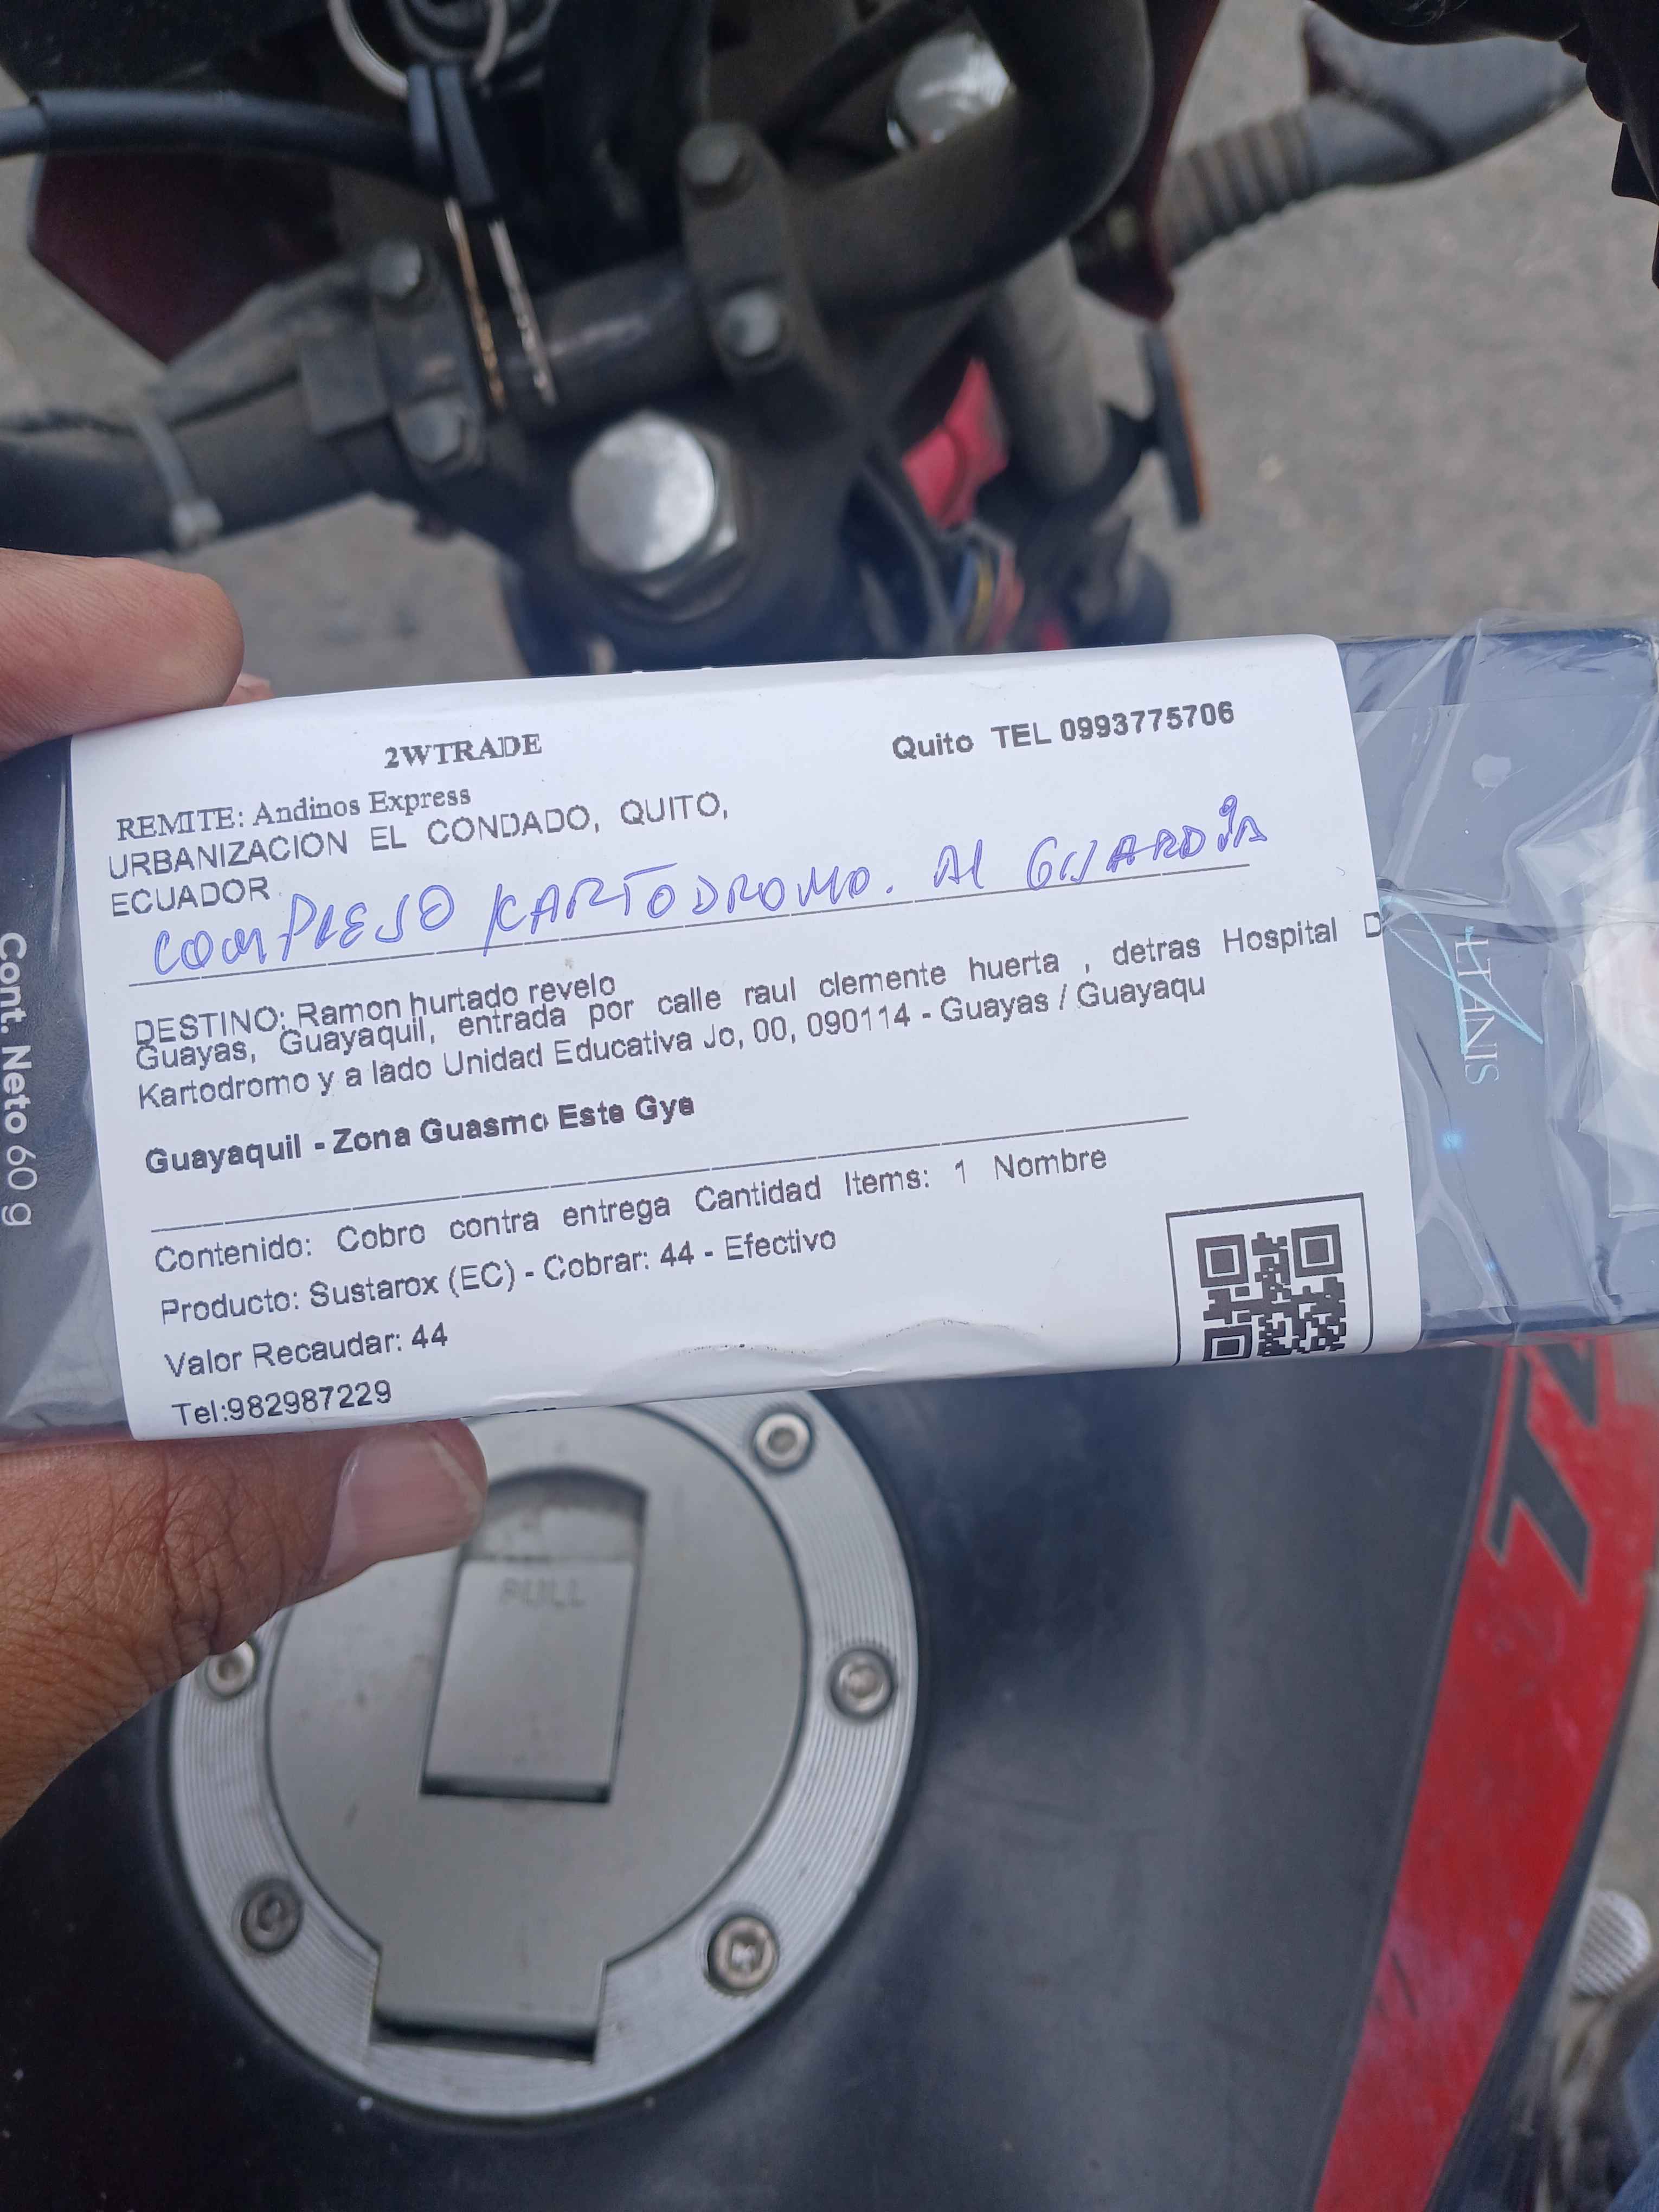 2WTRADE
Quito TEL 0993775706
REMITE: Andinos Express
URBANIZACION EL CONDADO, QUITO,
ECUADOR
COMPLEJO KARTODROMO. Al GUARDIA
DESTINO: Ramon hurtado revelo
Guayas, Guayaquil, entrada por calle raul clemente huerta , detras Hospital D
Kartodromo y a lado Unidad Educativa Jo, 00, 090114 - Guayas / Guayaqu
Guayaquil - Zona Guasmo Este Gye
Contenido: Cobro contra entrega Cantidad Items: 1 Nombre
Producto: Sustarox (EC) - Cobrar: 44 - Efectivo
Valor Recaudar: 44
Tel:982987229
Cont. Neto 60 g
LTANIS
PULL